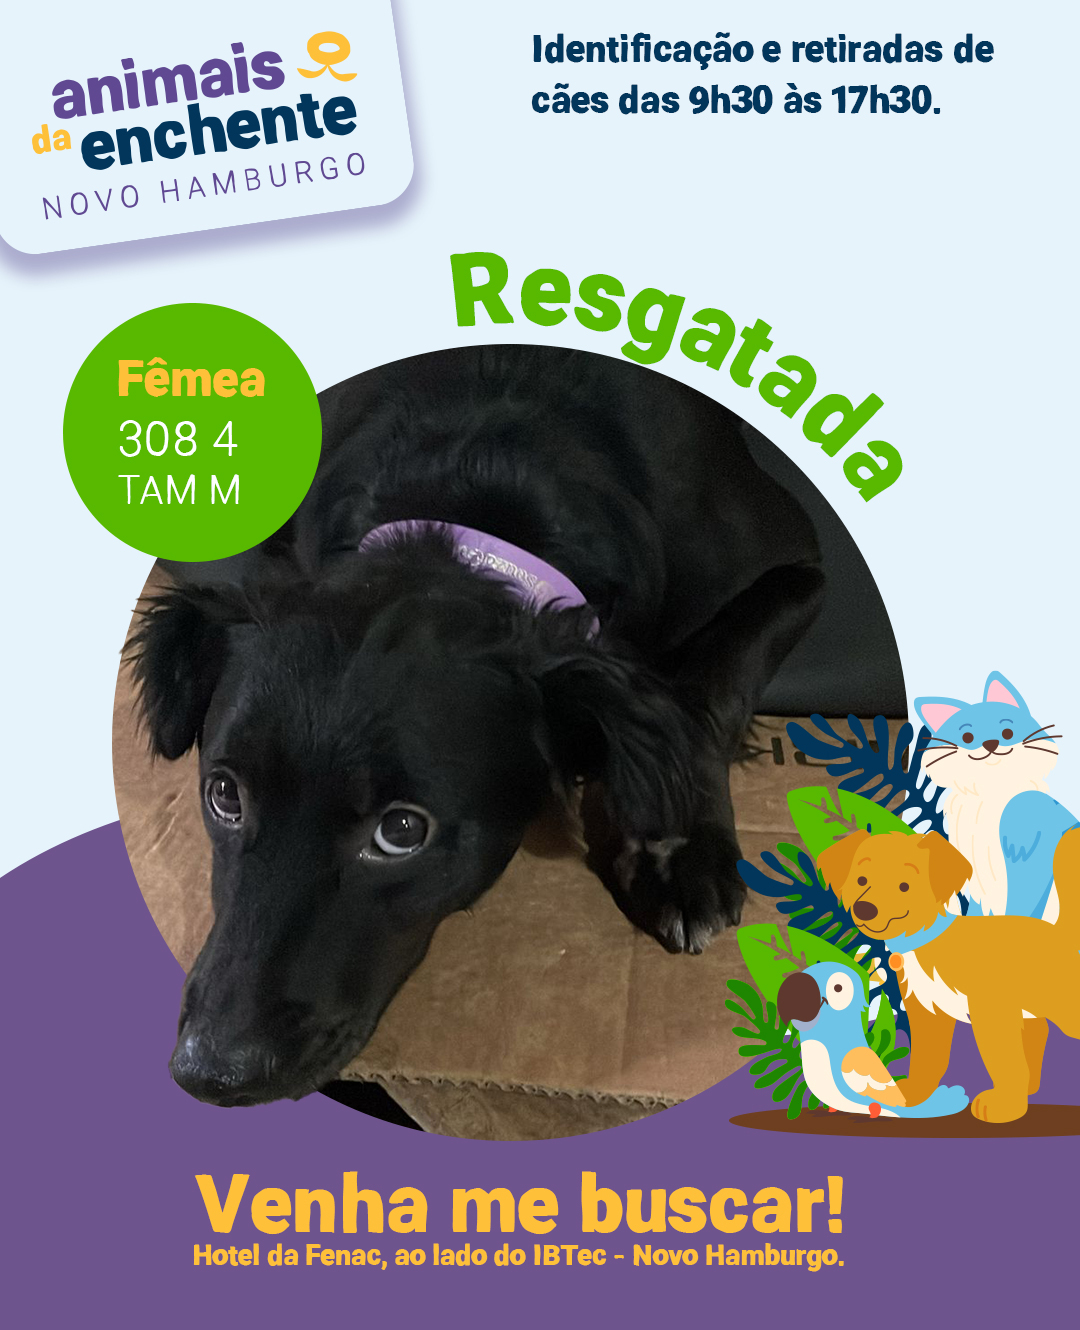 animais
da enchente
NOVO HAMBURGO
Identificação e retiradas de
cães das 9h30 às 17h30.
Resgatada
Fêmea
308 4
TAM M
Venha me buscar!
Hotel da Fenac, ao lado do IBTec - Novo Hamburgo.